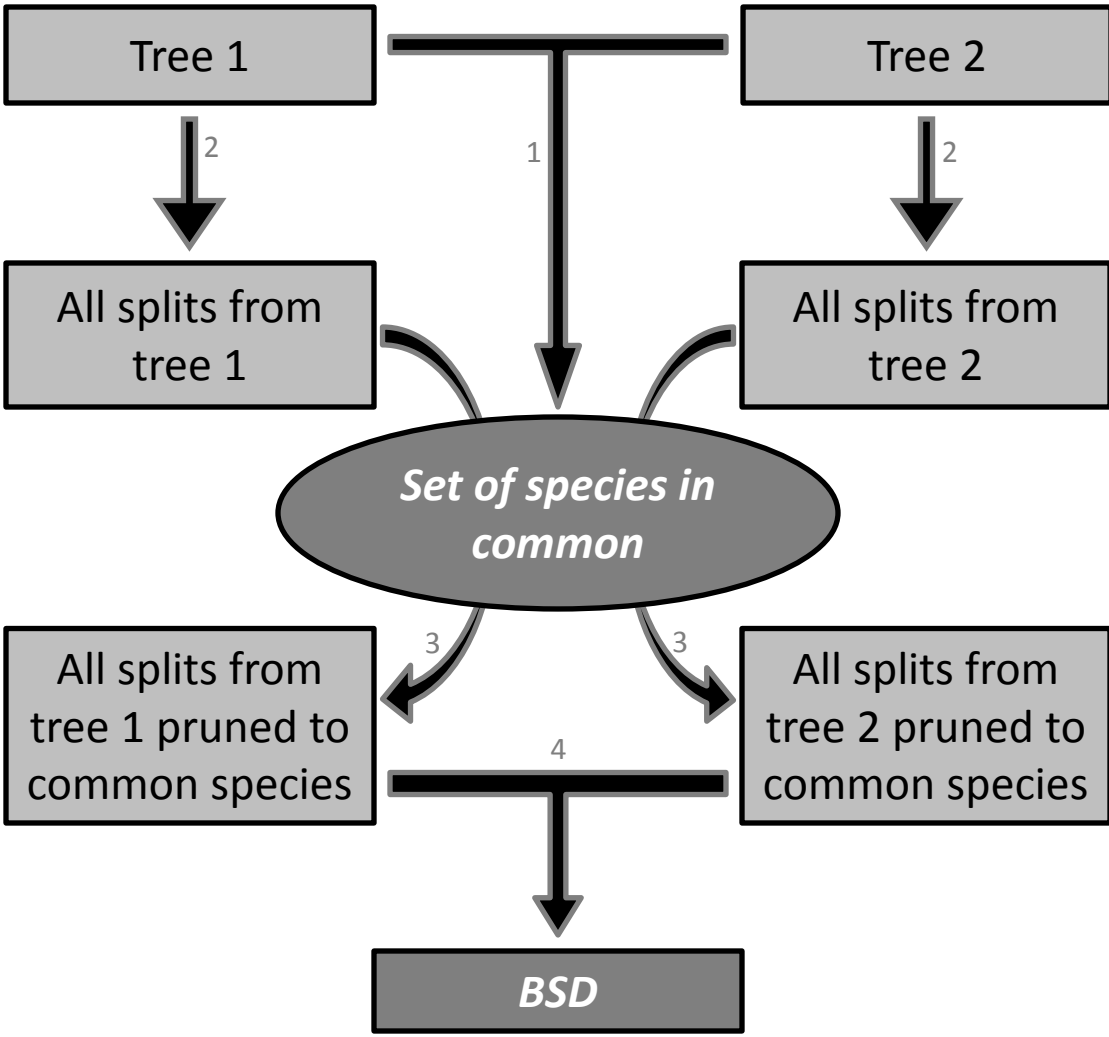 Tree 1
Tree 2
2
1
2
All splits from
tree 1
All splits from
tree 2
Set of species in
common
3
3
All splits from
tree 1 pruned to
common species
4
All splits from
tree 2 pruned to
common species
BSD